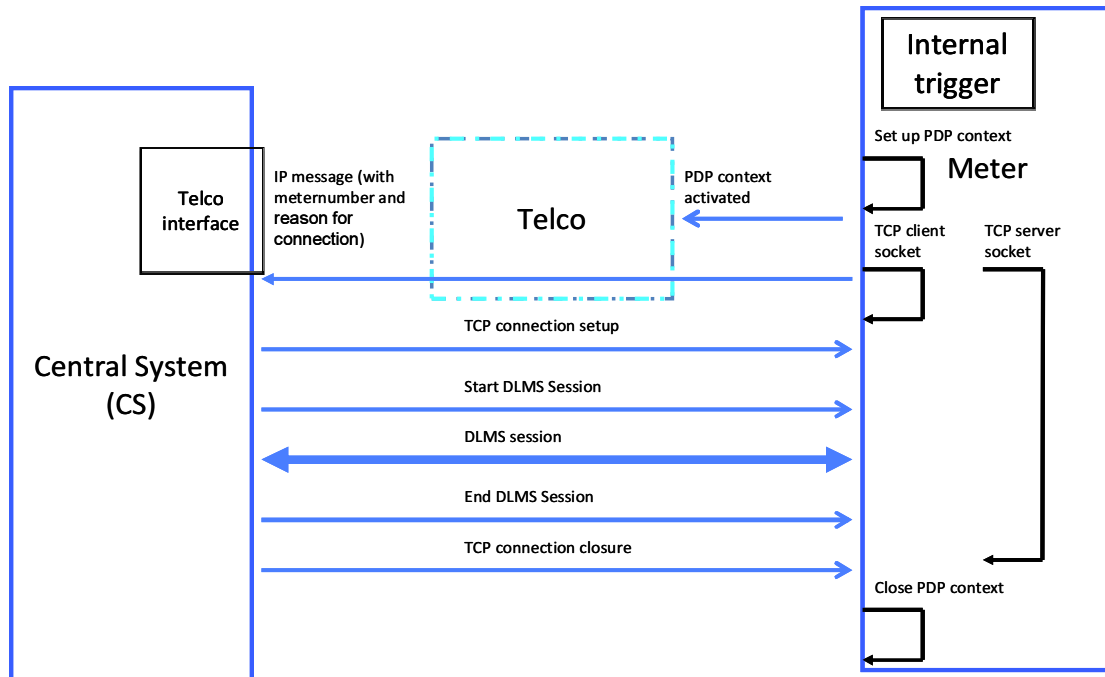 Internal
trigger
Set up PDP context
Meter
Telco
interface
IP message (with
meternumber and
reason for
connection)
Telco
PDP context
activated
TCP client
socket
TCP server
socket
TCP connection setup
Central System
(CS)
Start DLMS Session
DLMS session
End DLMS Session
TCP connection closure
Close PDP context